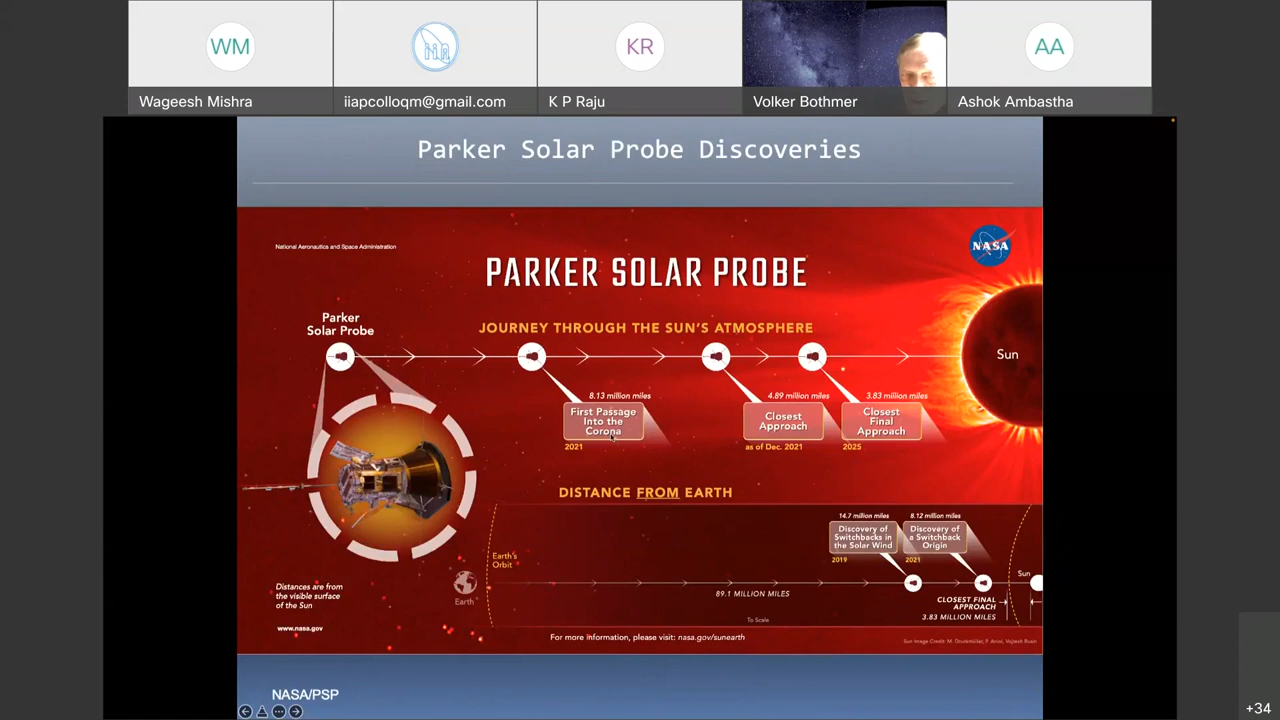 WM
KR
AA
Wageesh Mishra
iiapcolloqm@gmail.com
K P Raju
Volker Bothmer
Ashok Ambastha
Parker Solar Probe Discoveries
National Aeronautics and Space Administration
NASA
PARKER SOLAR PROBE
JOURNEY THROUGH THE SUN'S ATMOSPHERE
Parker
Solar Probe
Sun
8.13 million miles
First Passage
Into the
Corona
2021
4.89 million miles
Closest
Approach
as of Dec. 2021
3.83 million miles
Closest
Final
Approach
2025
DISTANCE FROM EARTH
14.7 million miles
Discovery of
Switchbacks in
the Solar Wind
2019
8.12 million miles
Discovery of
a Switchback
Origin
2021
Earth's
Orbit
Earth
Sun
89.1 MILLION MILES
CLOSEST FINAL
APPROACH
3.83 MILLION MILES
To Scale
Distances are from
the visible surface
of the Sun
www.nasa.gov
For more information, please visit: nasa.gov/sunearth
Sun Image Credit: M.
NASA/PSP
+34